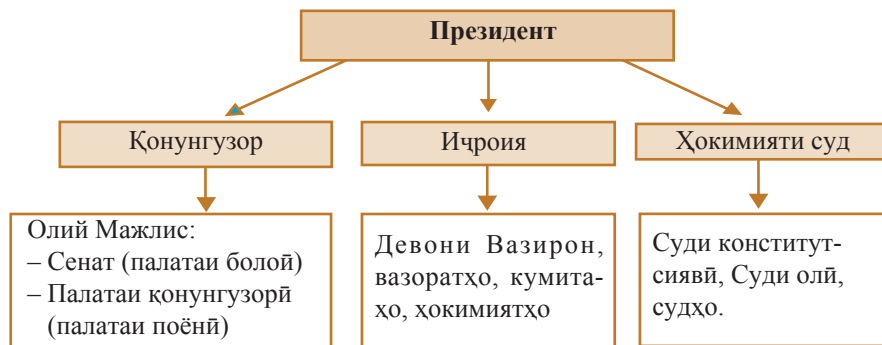 Президент
Қонунгузор
Иҷроия
Ҳокимияти суд
Олий Мажлис:
– Сенат (палатаи болоӣ)
– Палатаи қонунгузорӣ
(палатаи поёнӣ)
Девони Вазирон,
вазоратҳо, кумита-
ҳо, ҳокимиятҳо
Суди конститут-
сиявӣ, Суди олӣ,
судҳо.